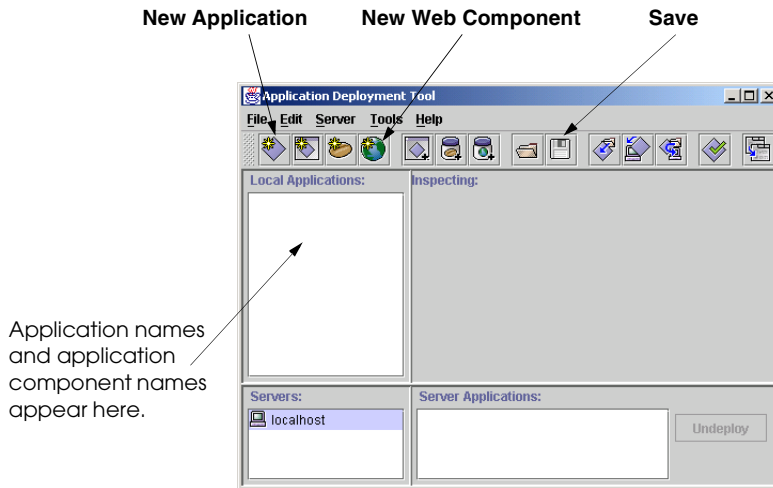 New Application New Web Component Save
Application Deployment Tool
File Edit Server Tools Help
Local Applications: Inspecting:
Application names
and application
component names
appear here.
Servers: Server Applications:
localhost
Undeploy